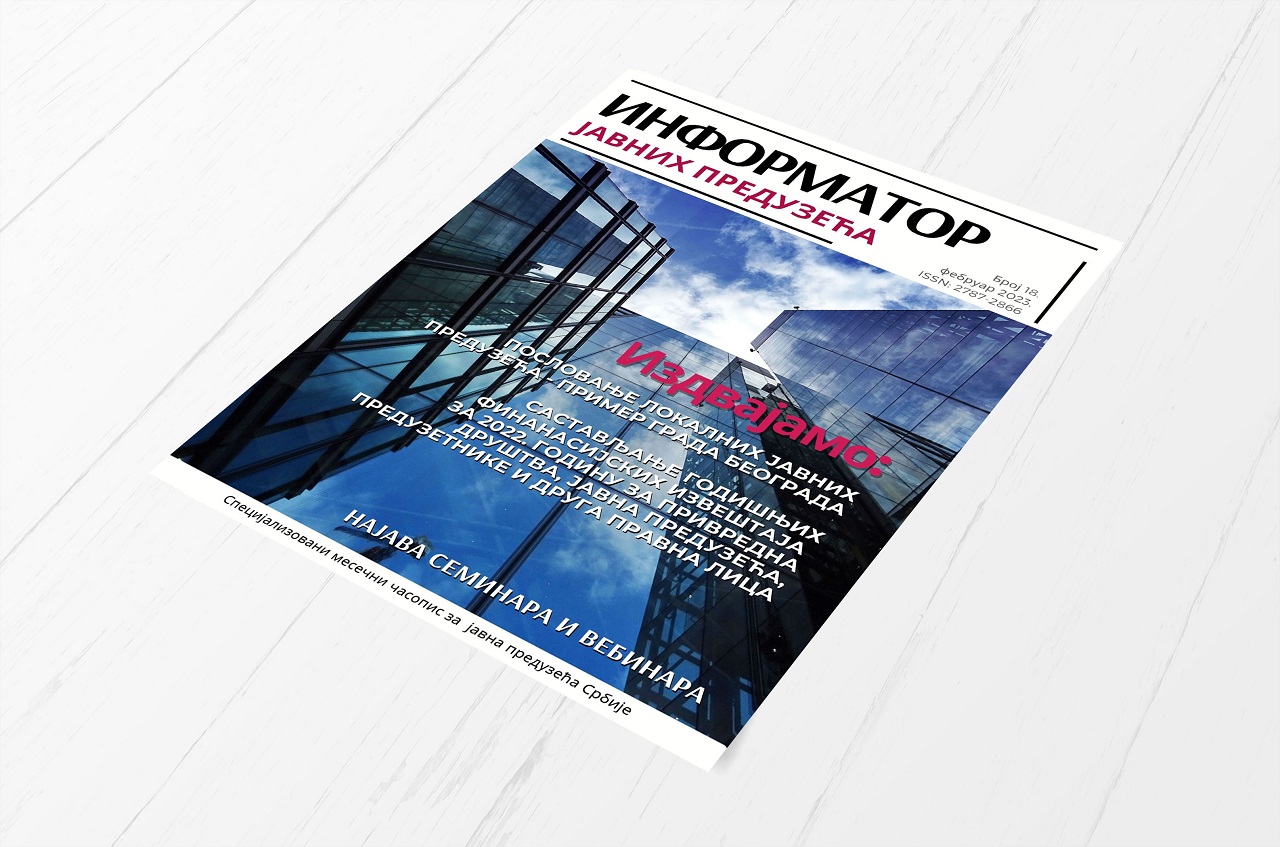 ИНФОРМАТОР
ЈАВНИХ ПРЕДУЗЕЋА
Број 18.
фебруар 2023.
ISSN: 2787-2866
Издвајамо:
ПОСЛОВАЊЕ ЛОКАЛНИХ ЈАВНИХ
ПРЕДУЗЕЋА - ПРИМЕР ГРАДА БЕОГРАДА
САСТАВЉАЊЕ ГОДИШЊИХ
ФИНАНАСИЈСКИХ ИЗВЕШТАЈА
ЗА 2022. ГОДИНУ ЗА ПРИВРЕДНА
ДРУШТВА, ЈАВНА ПРЕДУЗЕЋА,
ПРЕДУЗЕТНИКЕ И ДРУГА ПРАВНА ЛИЦА
НАЈАВА СЕМИНАРА И ВЕБИНАРА
Специјализовани месечни часопис за јавна предузећа Србије